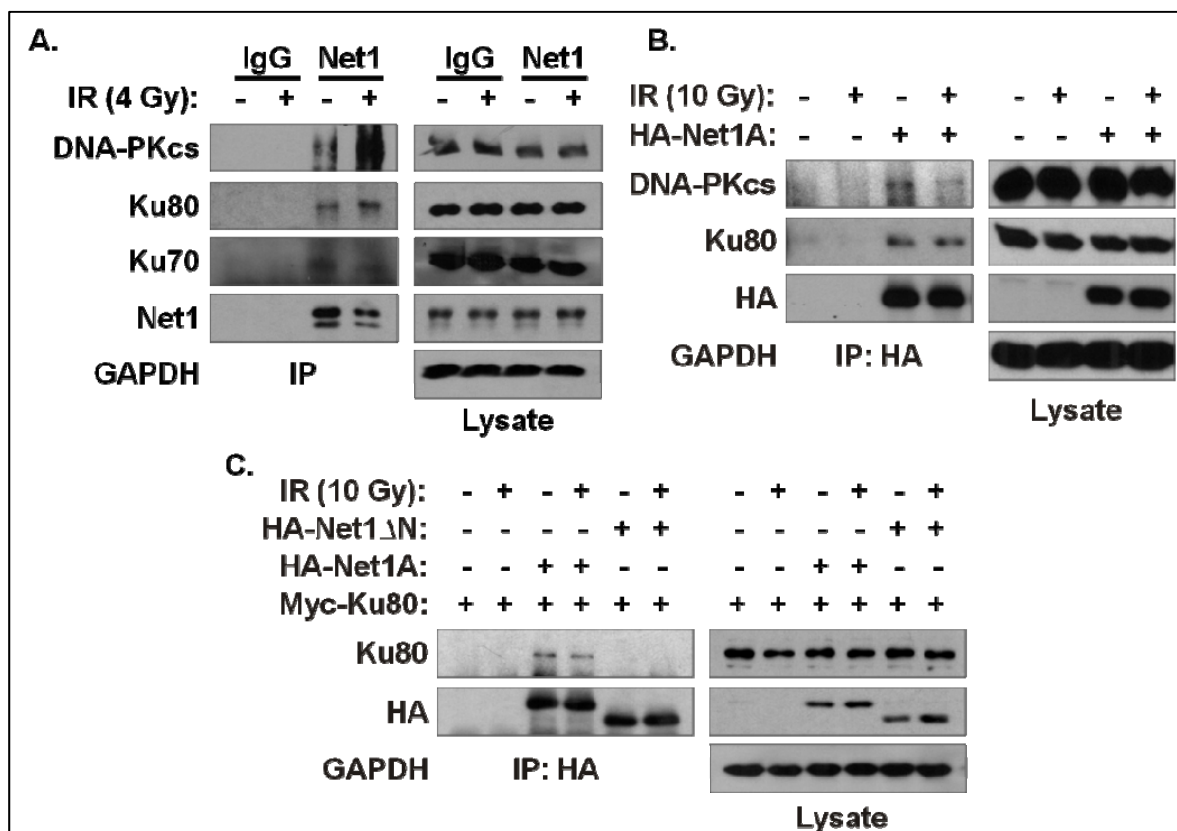 A.
IgG Net1 IgG Net1
IR (4 Gy): - + - + - + - +
DNA-PKcs
Ku80
Ku70
Net1
GAPDH IP
Lysate
B.
IR (10 Gy): - + - + - + - +
HA-Net1A: - - + + - - + +
DNA-PKcs
Ku80
HA
GAPDH IP: HA
Lysate
C.
IR (10 Gy): - + - + - + - + - + - +
HA-Net1ΔN: - - - - + + - - - - + +
HA-Net1A: - - + + - - - - + + - -
Myc-Ku80: + + + + + + + + + + + +
Ku80
HA
GAPDH IP: HA
Lysate